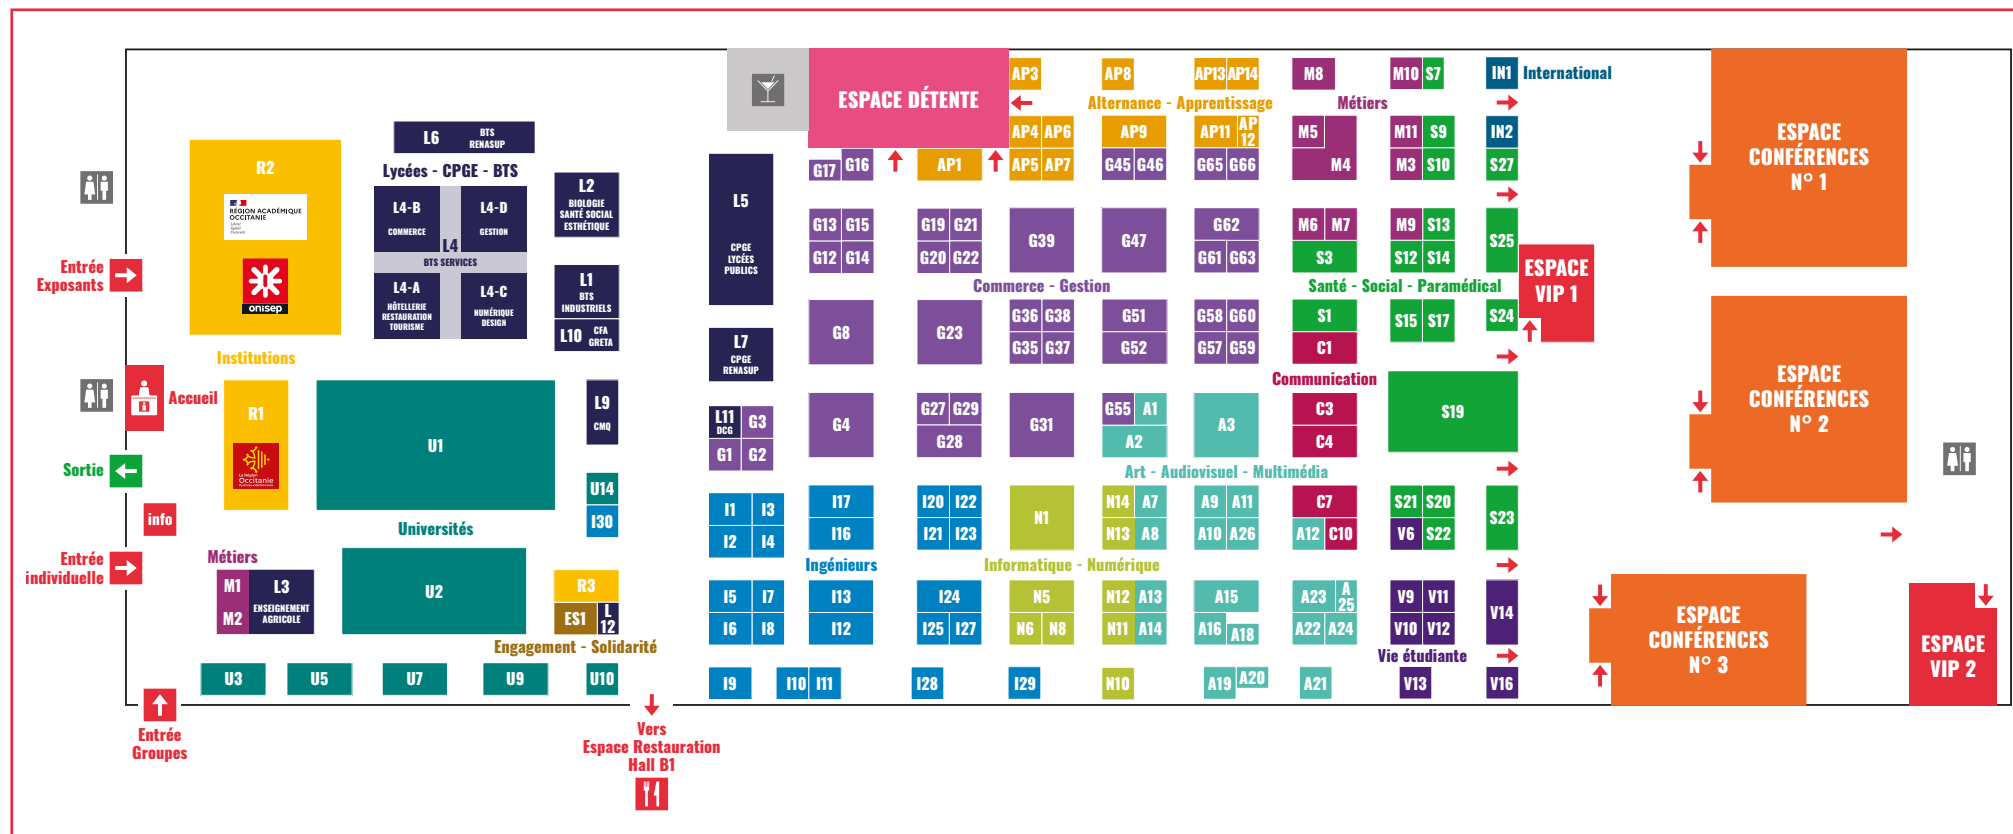 ESPACE DÉTENTE
AP3
AP8
AP13 AP14
M8
M10 S7
IN1 International
Alternance - Apprentissage
Métiers
L6 BTS
RENASUP
AP4 AP6
AP9
AP11 AP
12
M5
M4
M11 S9
IN2
AP5 AP7
G45 G46
G65 G66
M3 S10
S27
G17 G16
AP1
ESPACE
CONFÉRENCES
N° 1
R2
RÉGION ACADÉMIQUE
OCCITANIE
onisep
Institutions
Lycées - CPGE - BTS
L4-B
COMMERCE
L4-D
GESTION
L4
BTS SERVICES
L4-A
HÔTELLERIE
RESTAURATION
TOURISME
L4-C
NUMÉRIQUE
DESIGN
L2
BIOLOGIE
SANTÉ SOCIAL
ESTHÉTIQUE
L1
BTS
INDUSTRIELS
L10 CFA
GRETA
L5
CPGE
LYCÉES
PUBLICS
L7
CPGE
RENASUP
G13 G15
G19 G21
G39
G47
G62
M6 M7
M9 S13
S25
G12 G14
G20 G22
G61 G63
S3
S12 S14
Entrée
Exposants
ESPACE
VIP 1
Commerce - Gestion
Santé - Social - Paramédical
G8
G23
G36 G38
G51
G58 G60
S1
S15 S17
S24
G35 G37
G52
G57 G59
C1
Communication
ESPACE
CONFÉRENCES
N° 2
Accueil
R1
La Région
Occitanie
U1
L9
CMQ
L11
DCG
G3
G1 G2
G4
G27 G29
G28
G31
G55 A1
A2
A3
C3
C4
S19
Art - Audiovisuel - Multimédia
Sortie
info
U14
I30
Universités
I1 I3
I2 I4
I17
I16
I20 I22
I21 I23
N1
N14 A7
N13 A8
A9 A11
A10 A26
C7
A12 C10
S21 S20
V6 S22
S23
Entrée
individuelle
Métiers
Ingénieurs
Informatique - Numérique
M1
M2
L3
ENSEIGNEMENT
AGRICOLE
U2
R3
ES1 L
12
Engagement - Solidarité
I5 I7
I6 I8
I13
I12
I24
I25 I27
N5
N6 N8
N12 A13
N11 A14
A15
A16 A18
A23 A
25
A22 A24
V9 V11
V10 V12
V14
Vie étudiante
ESPACE
CONFÉRENCES
N° 3
ESPACE
VIP 2
U3
U5
U7
U9
U10
I9
I10 I11
I28
I29
N10
A19 A20
A21
V13
V16
Entrée
Groupes
Vers
Espace Restauration
Hall B1